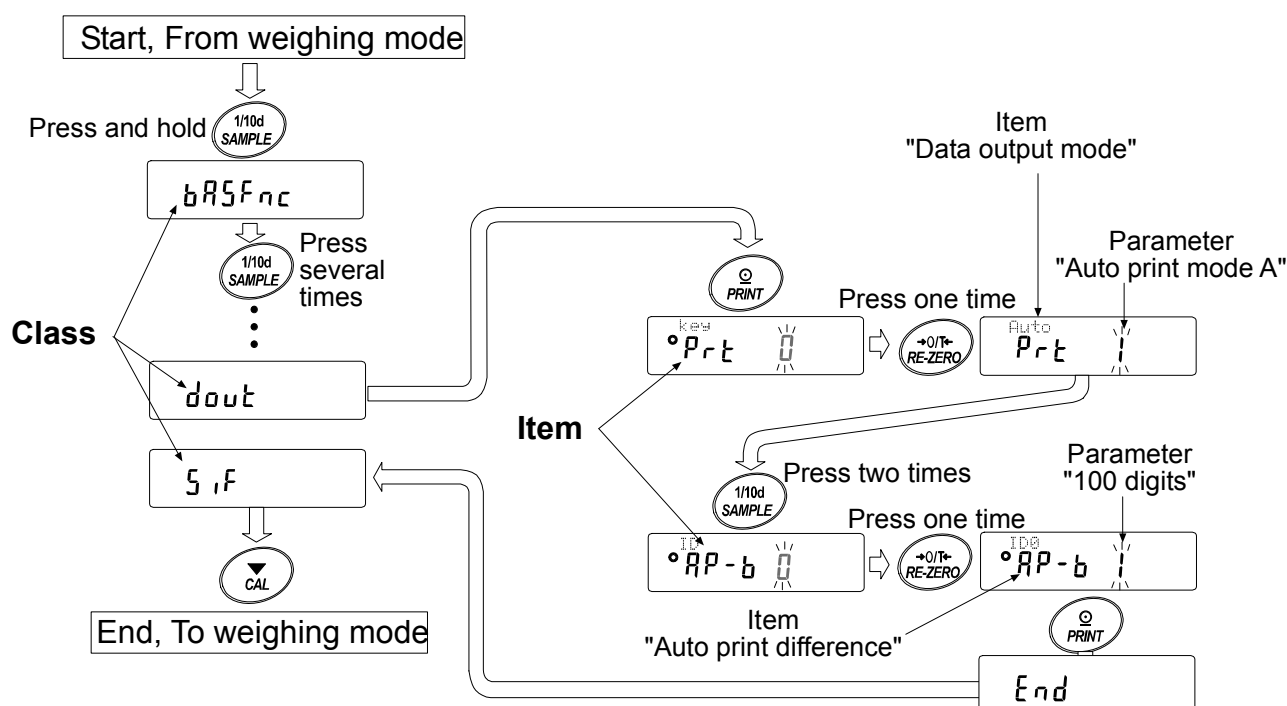 Start, From weighing mode
Press and hold
1/10d
SAMPLE
bASFnc
1/10d
SAMPLE
Press
several
times
Class
dout
SiF
CAL
End, To weighing mode
PRINT
key
Prt 0
Press one time
→0/T←
RE-ZERO
Item
"Data output mode"
Parameter
"Auto print mode A"
Auto
Prt 1
Item
1/10d
SAMPLE
Press two times
ID
AP-b 0
Press one time
→0/T←
RE-ZERO
Parameter
"100 digits"
ID0
AP-b 1
Item
"Auto print difference"
PRINT
End